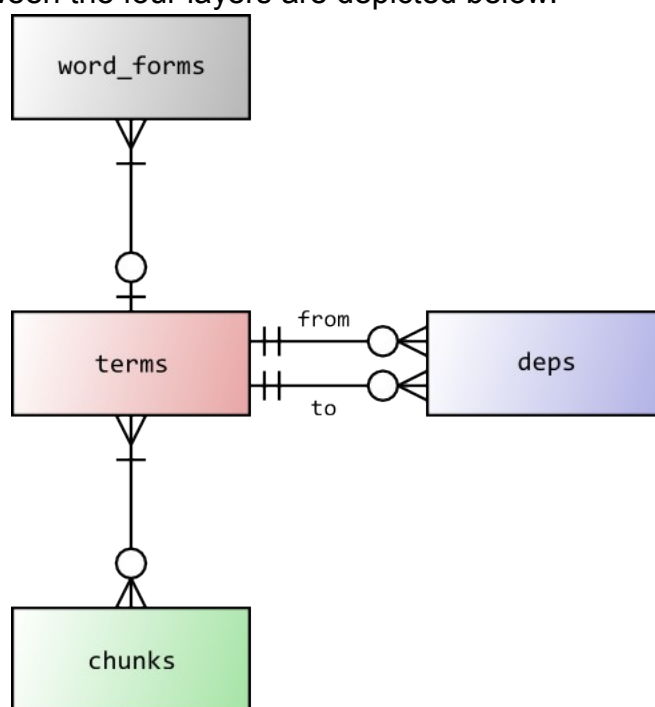 ween the four layers are depicted below.
word_forms
from
terms
deps
to
chunks